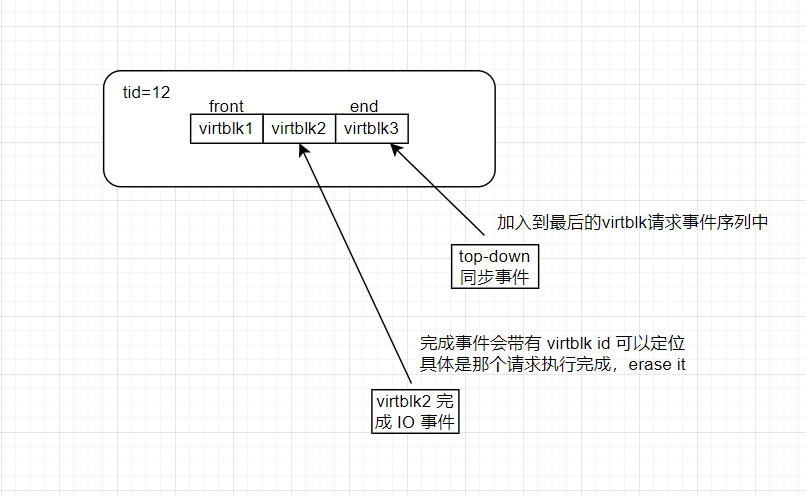 tid=12
front end
virtblk1 virtblk2 virtblk3
加入到最后的virtblk请求事件序列中
top-down
同步事件
完成事件会带有 virtblk id 可以定位
具体是那个请求执行完成，erase it
virtblk2 完
成 IO 事件